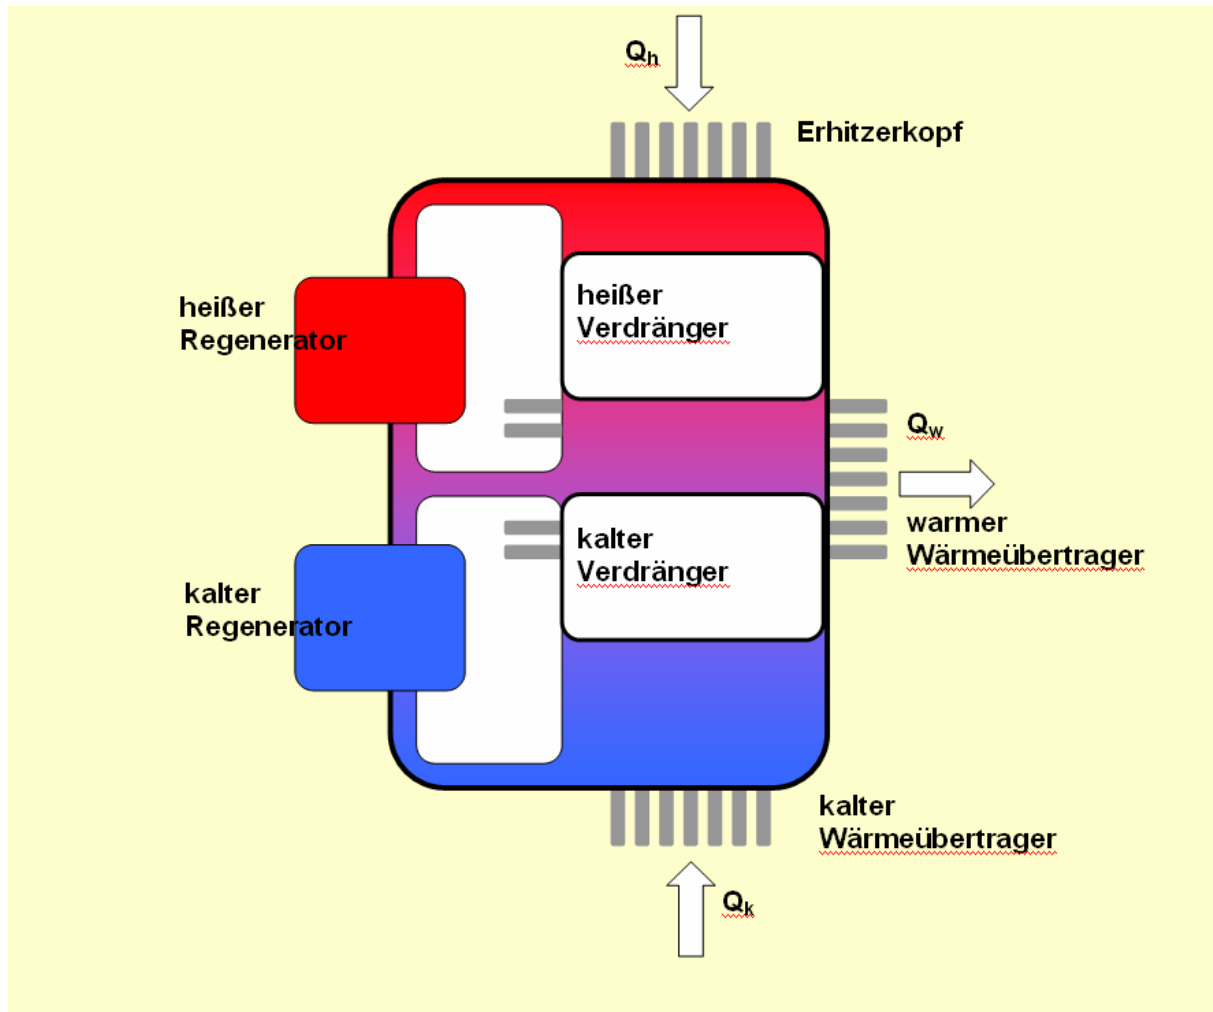 Qh
Erhitzerkopf
heißer
Regenerator
heißer
Verdränger
Qw
warmer
Wärmeübertrager
kalter
Verdränger
kalter
Regenerator
kalter
Wärmeübertrager
Qk